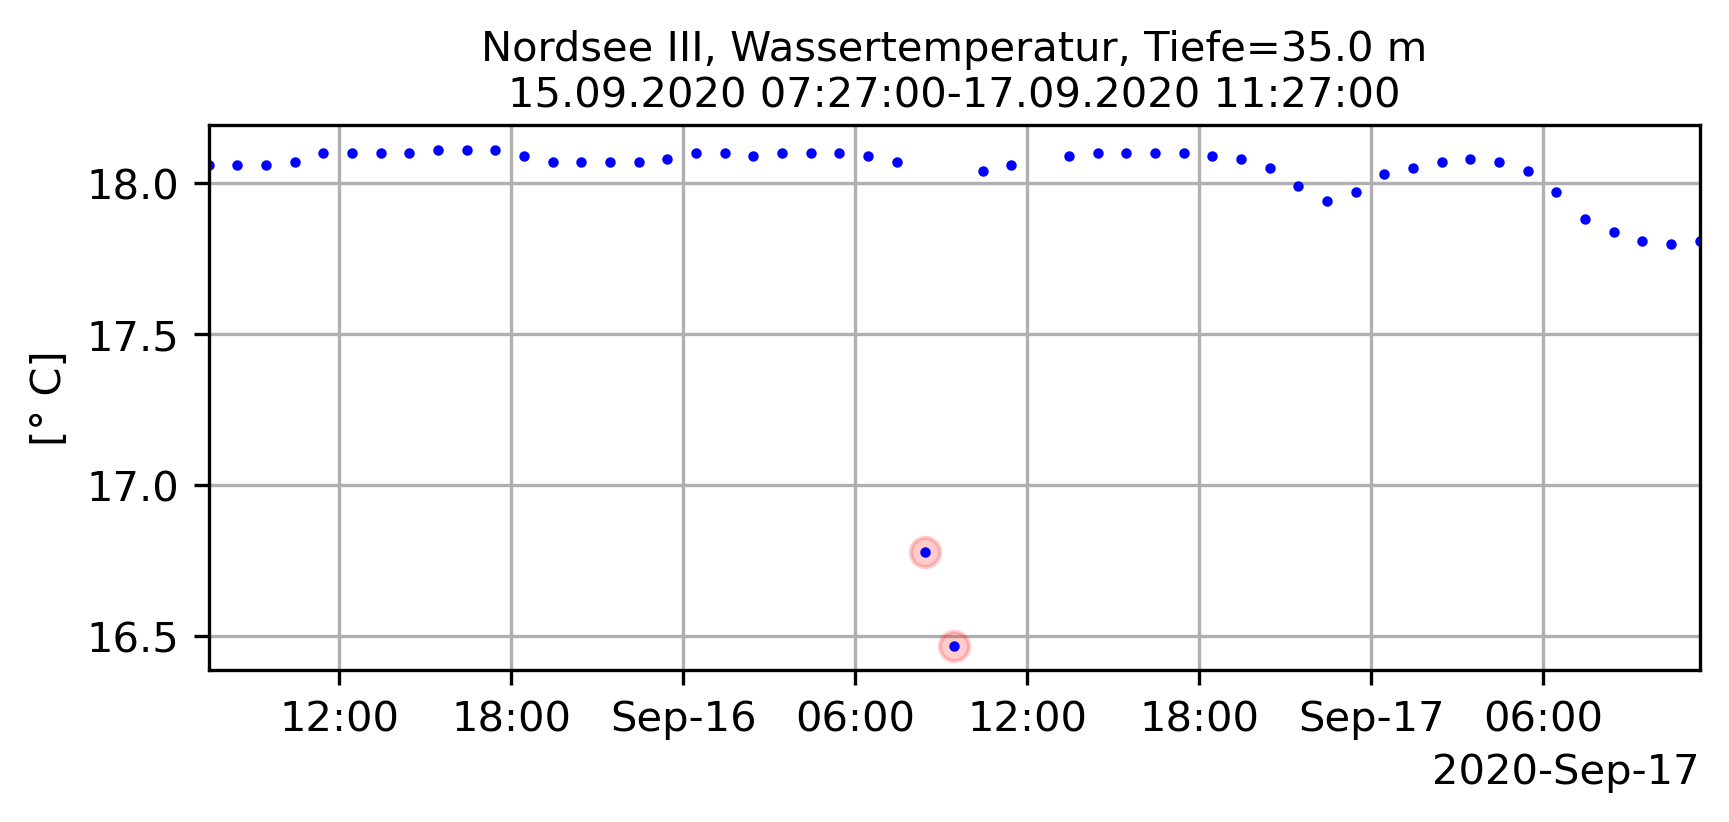 Nordsee III, Wassertemperatur, Tiefe=35.0 m
15.09.2020 07:27:00-17.09.2020 11:27:00
[° C]
18.0
17.5
17.0
16.5
12:00 18:00 Sep-16 06:00 12:00 18:00 Sep-17 06:00
2020-Sep-17